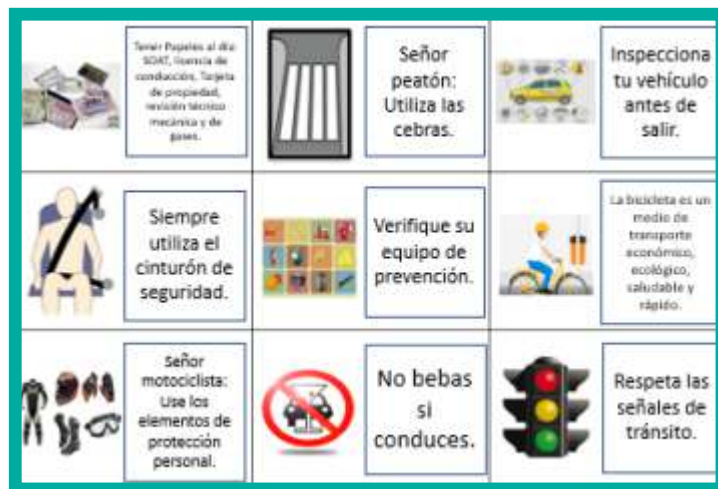 Tener Papeles al día
SOAT, licencia de
conducción, Tarjeta
de propiedad,
revisión técnico
mecánica y de
gases.
Señor
peatón:
Utiliza las
cebras.
Inspecciona
tu vehículo
antes de
salir.
Siempre
utiliza el
cinturón de
seguridad.
Verifique su
equipo de
prevención.
La bicicleta es un
medio de
transporte
económico,
ecológico,
saludable y
rápido.
Señor
motociclista:
Use los
elementos de
protección
personal.
No bebas
si
conduces.
Respeta las
señales de
tránsito.